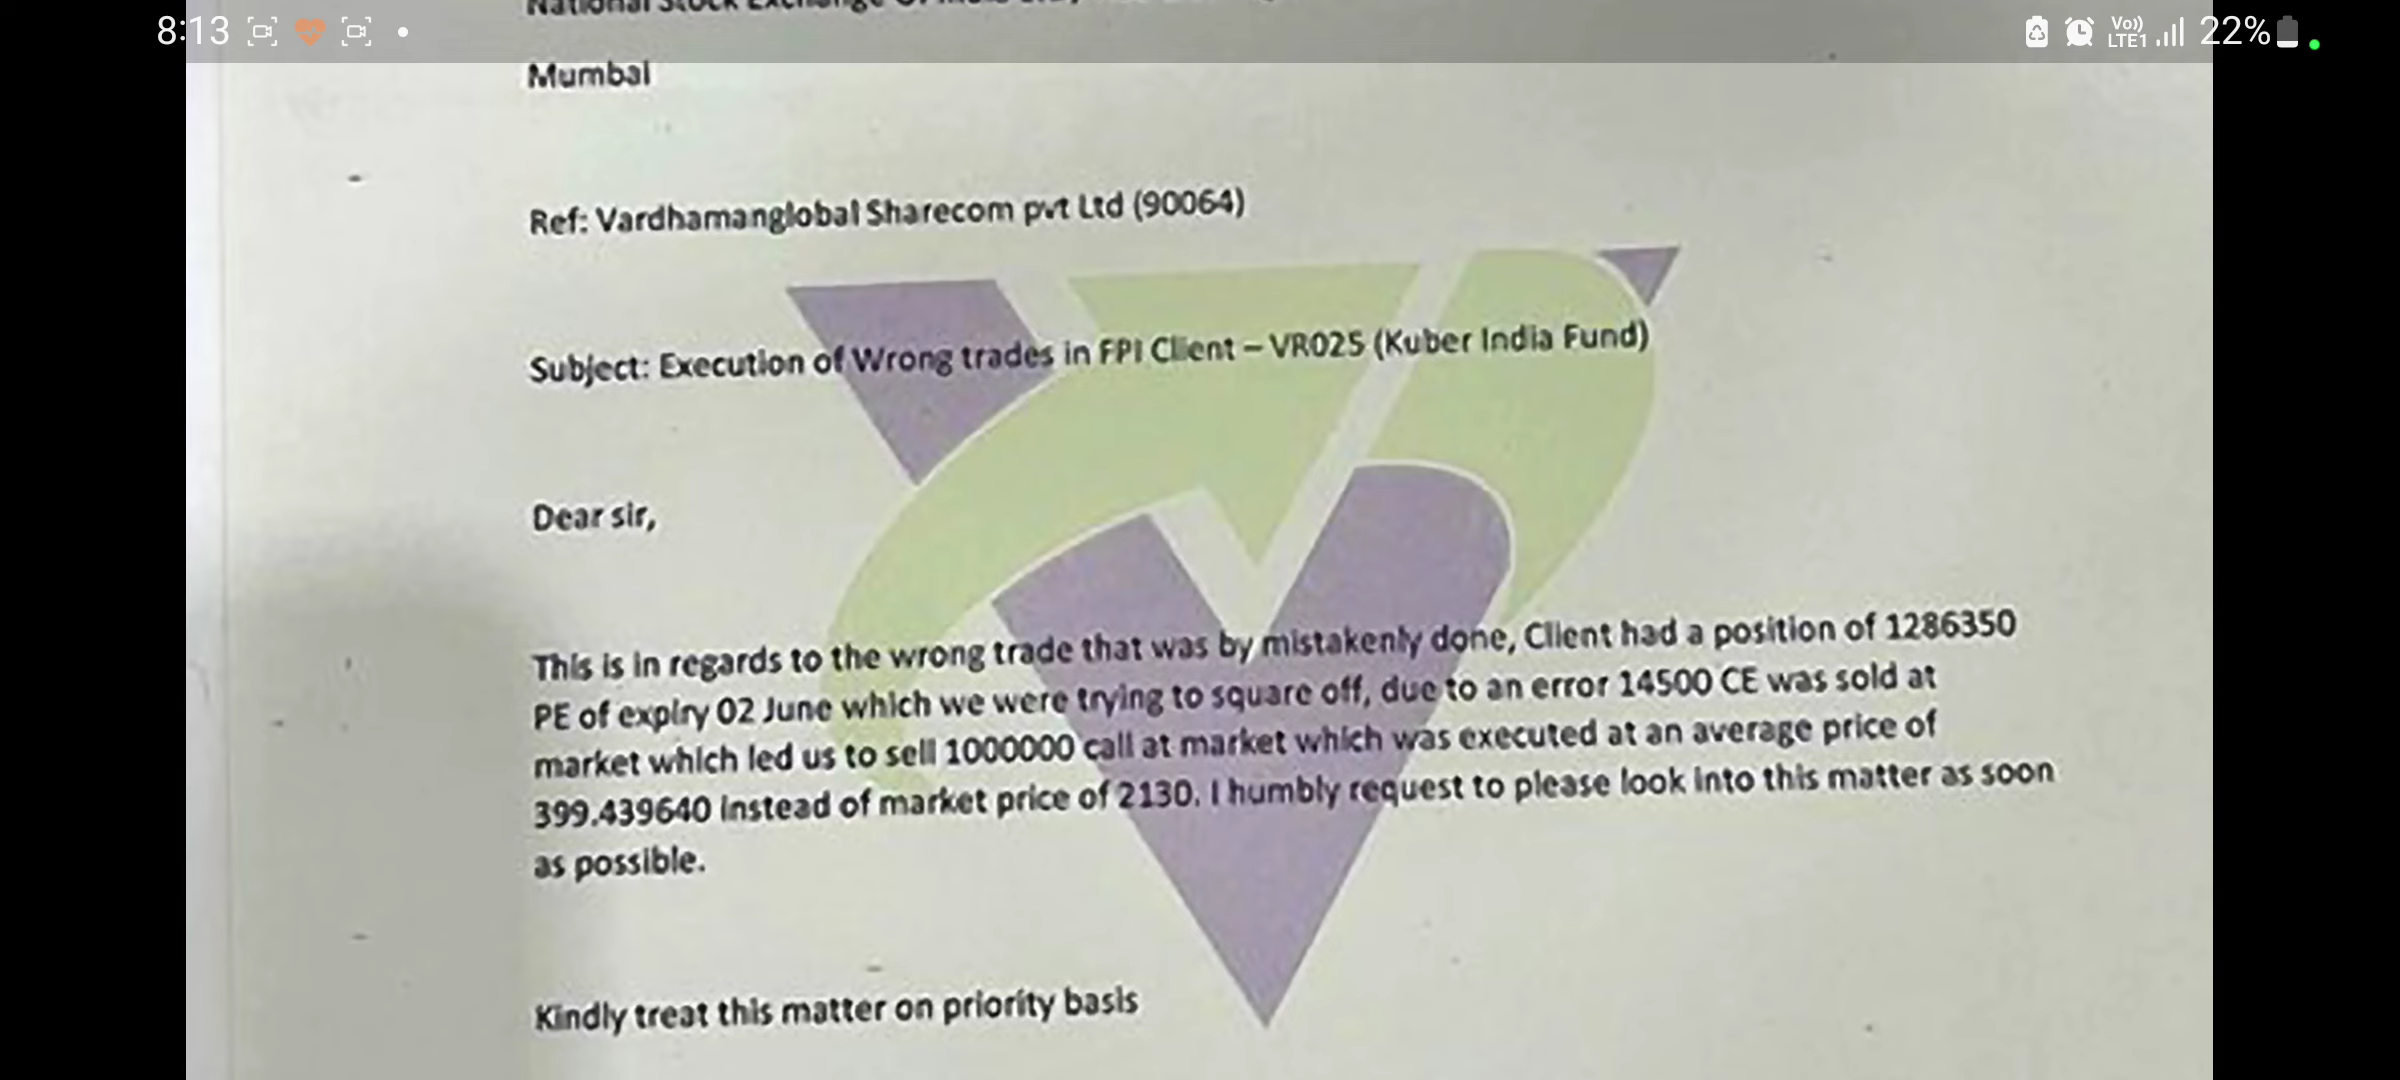 8:13
Vo))
LTE1
22%
National Stock Exchange
Mumbai
Ref: Vardhamanglobal Sharecom pvt Ltd (90064)
Subject: Execution of Wrong trades in FPI Client – VR025 (Kuber India Fund)
Dear sir,
This is in regards to the wrong trade that was by mistakenly done, Client had a position of 1286350
PE of expiry 02 June which we were trying to square off, due to an error 14500 CE was sold at
market which led us to sell 1000000 call at market which was executed at an average price of
399.439640 instead of market price of 2130. I humbly request to please look into this matter as soon
as possible.
Kindly treat this matter on priority basis